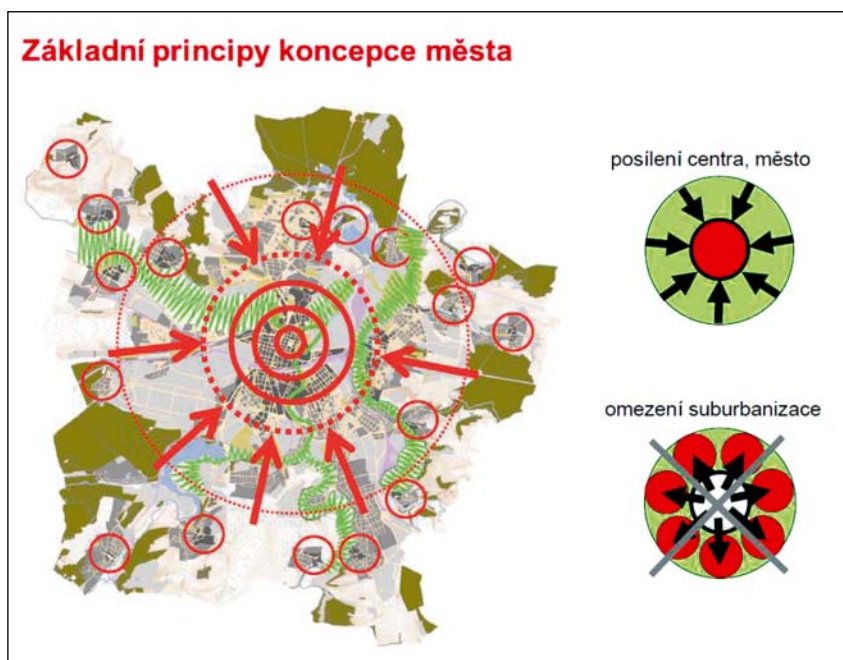 Základní principy koncepce města
posílení centra, město
omezení suburbanizace